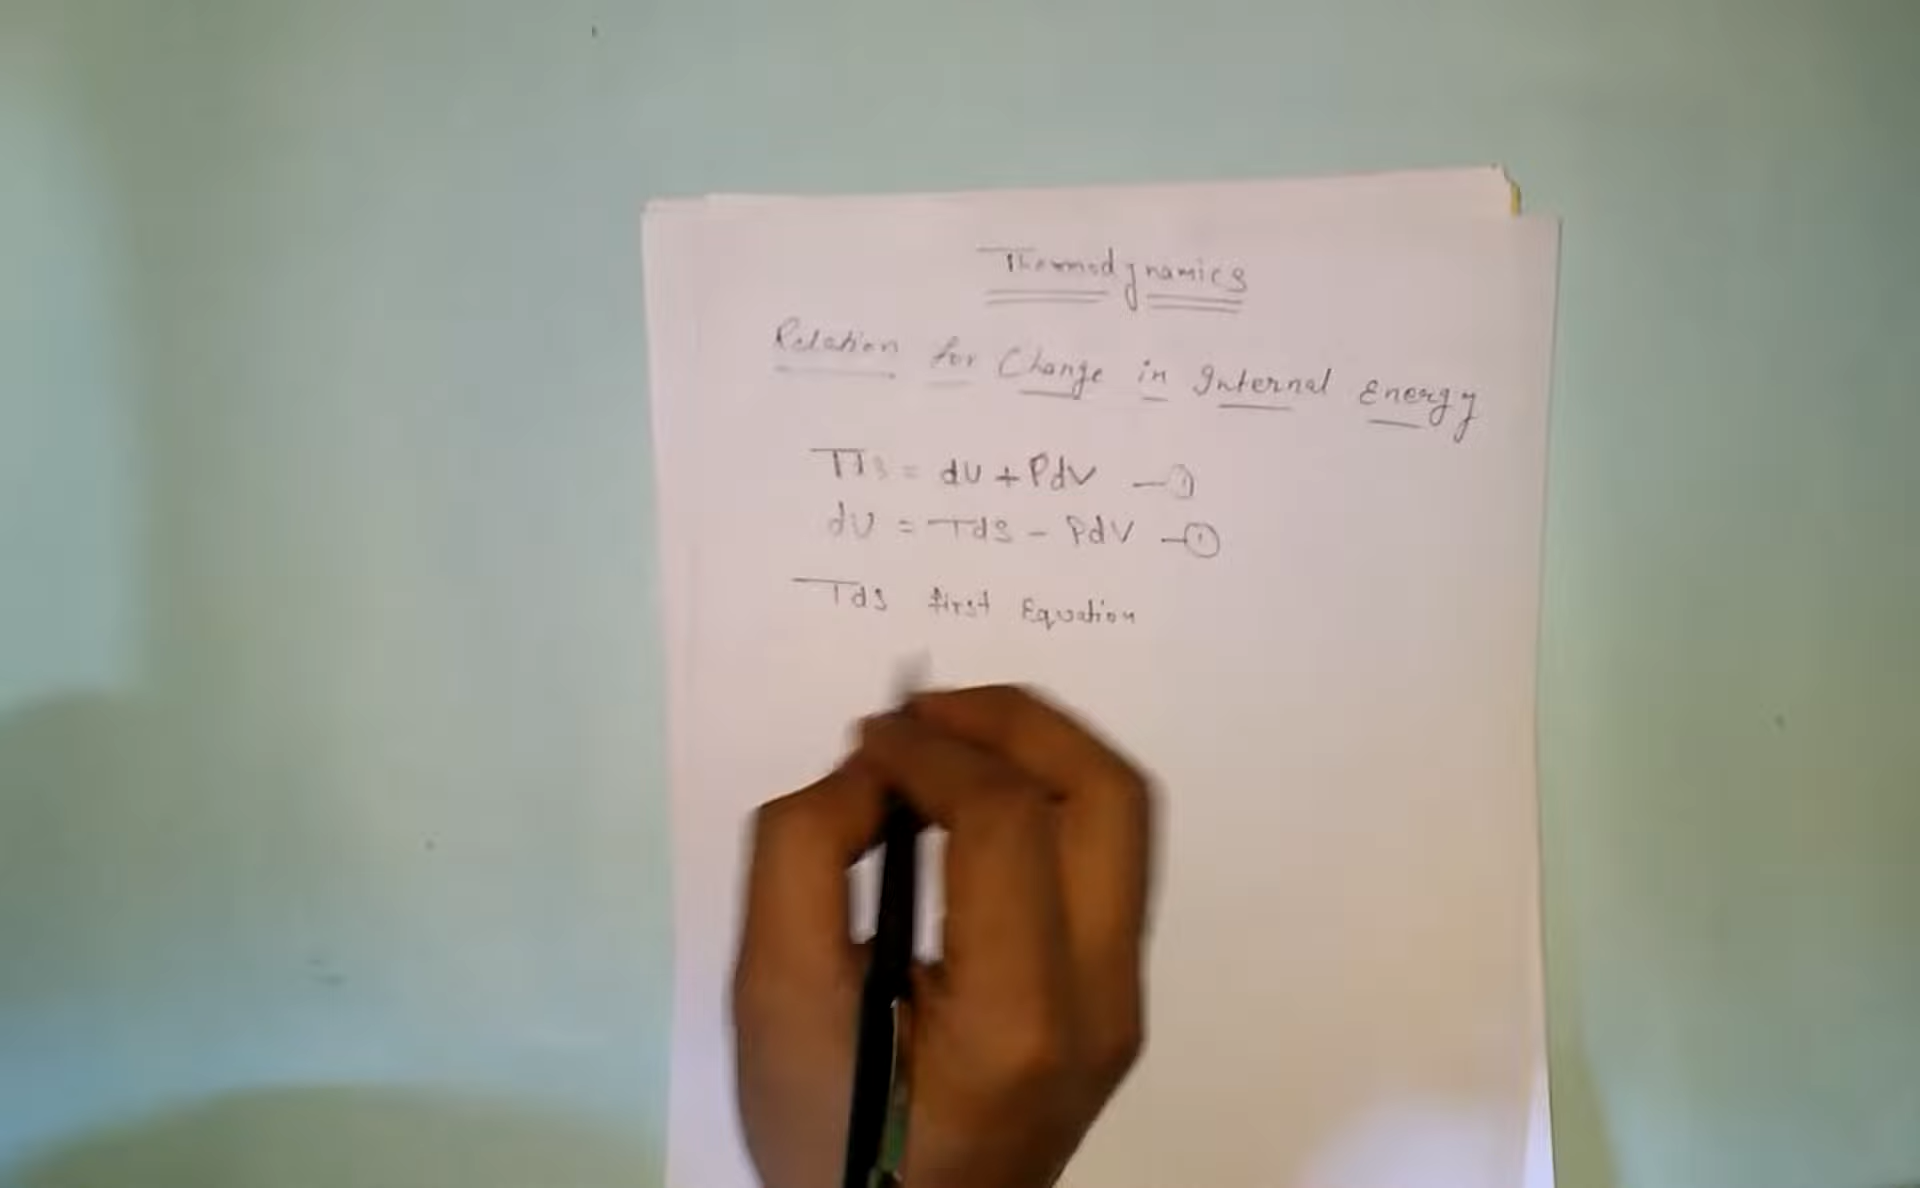 Thermodynamics
Relation for Change in Internal Energy
TdS = dU + PdV —①
dU = TdS - PdV —①
Tds first Equation